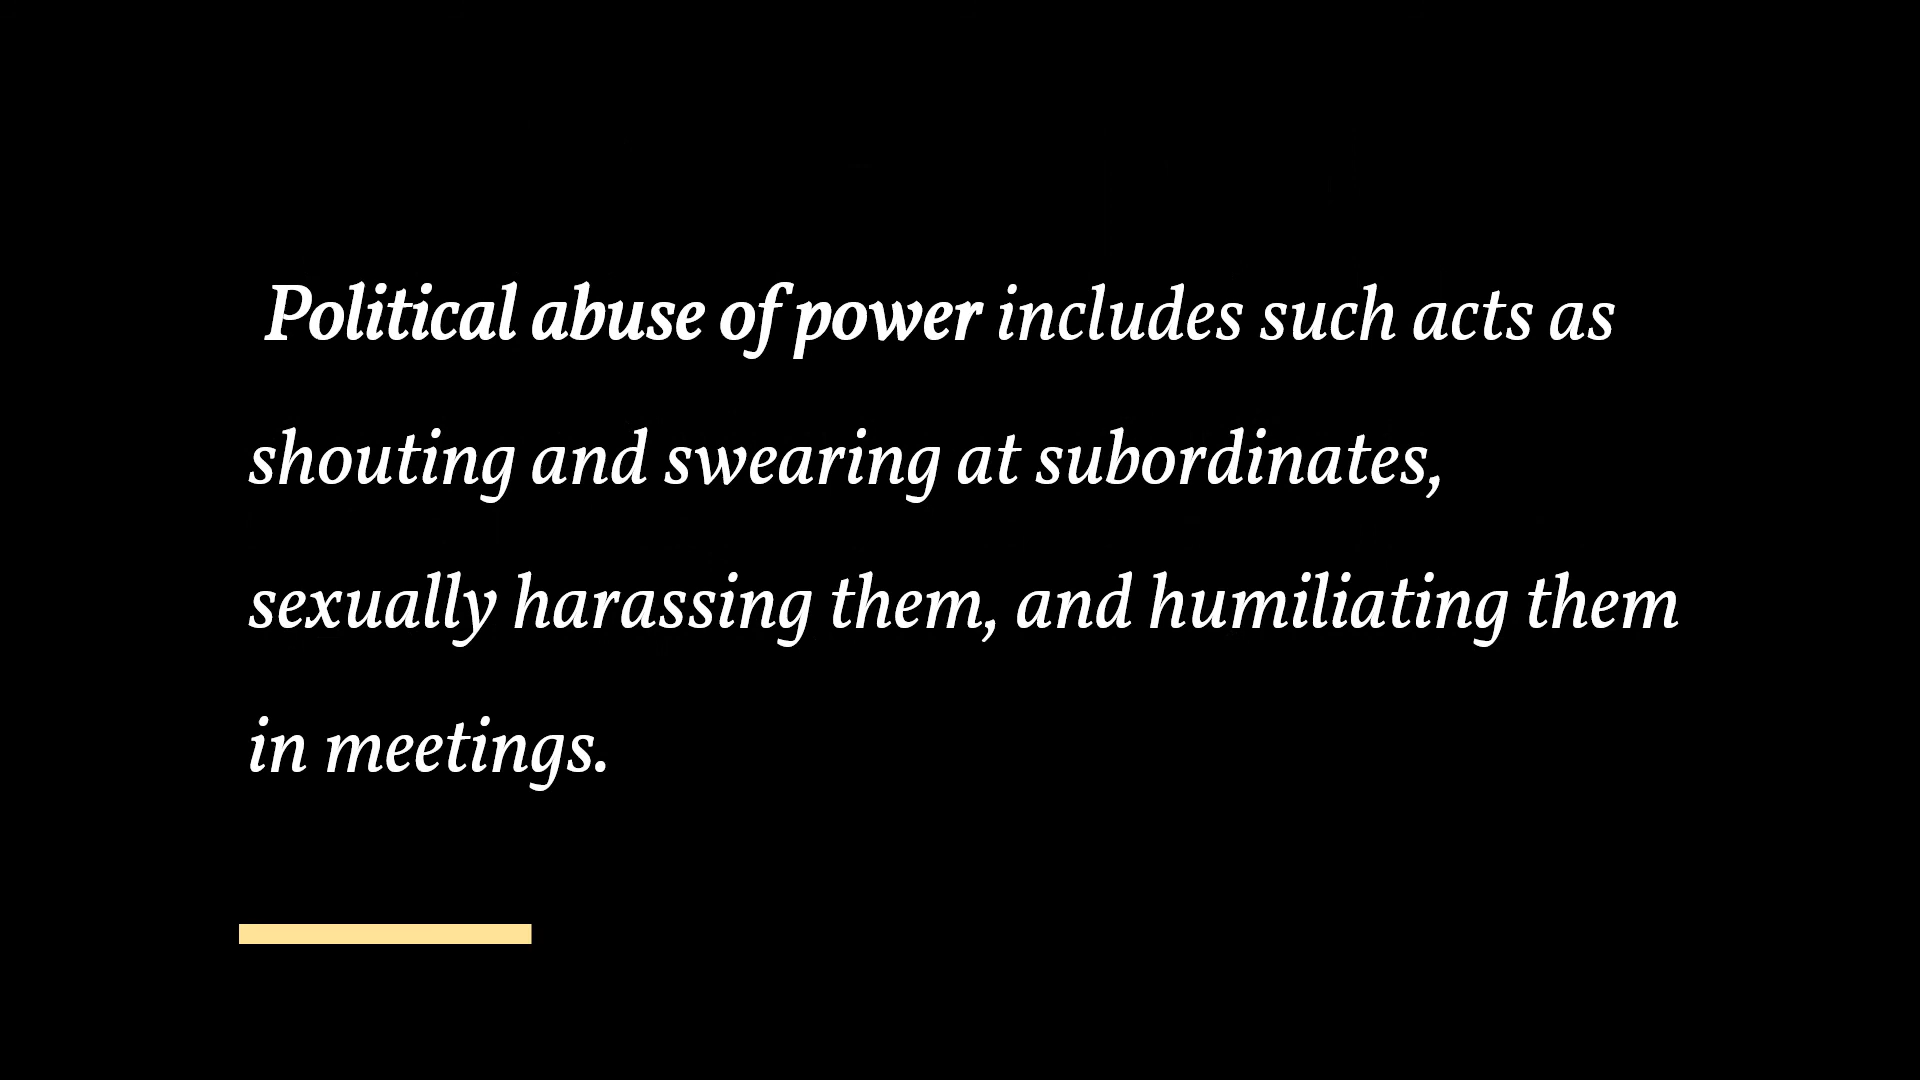 Political abuse of power includes such acts as
shouting and swearing at subordinates,
sexually harassing them, and humiliating them
in meetings.